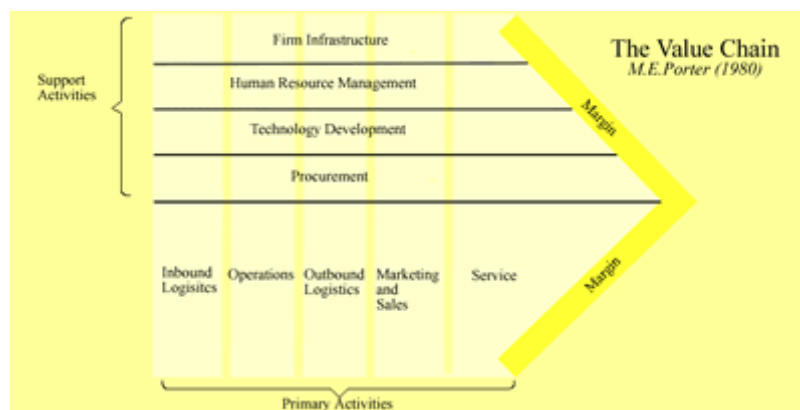 Firm Infrastructure
The Value Chain
M.E.Porter (1980)
Support
Activities
Human Resource Management
Technology Development
Procurement
Margin
Inbound
Logisitcs
Operations
Outbound
Logistics
Marketing
and
Sales
Service
Margin
Primary Activities